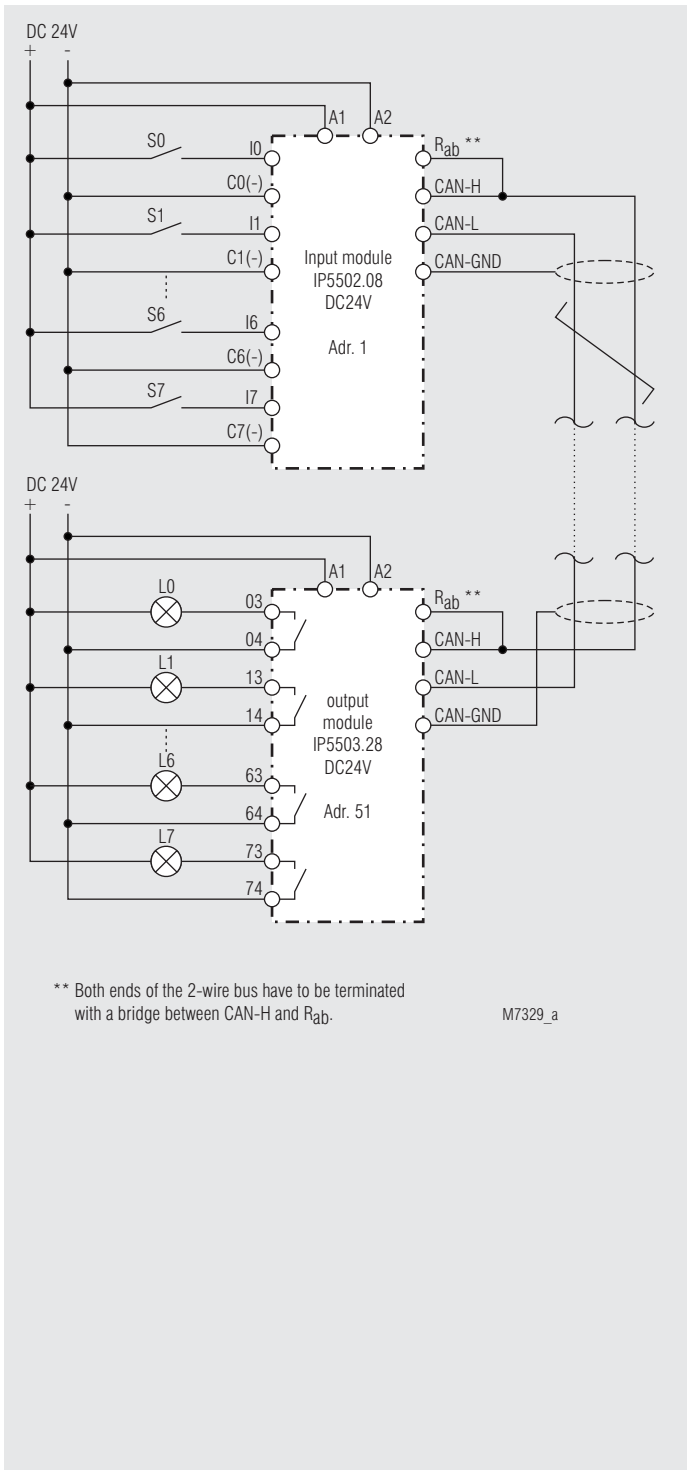 DC 24V
+ -
A1 A2
S0 I0 Rab **
C0(-) CAN-H
S1 I1 CAN-L
C1(-) CAN-GND
Input module
IP5502.08
DC24V
S6 I6
Adr. 1
C6(-)
S7 I7
C7(-)
DC 24V
+ -
A1 A2
L0 03 Rab **
04 CAN-H
L1 13 CAN-L
14 CAN-GND
output
module
IP5503.28
DC24V
L6 63
64 Adr. 51
L7 73
74
** Both ends of the 2-wire bus have to be terminated
with a bridge between CAN-H and Rab.
M7329_a